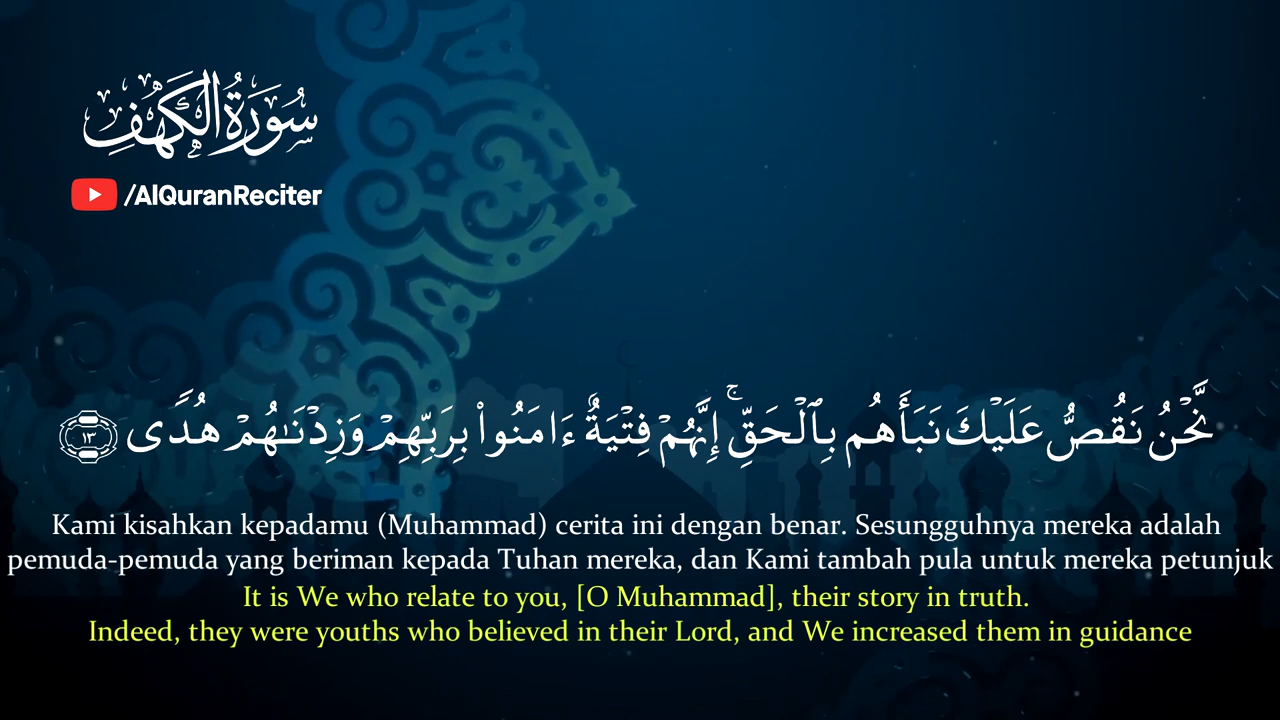 سُورَةُ الكَهْفِ
/AlQuranReciter
نَّحْنُ نَقُصُّ عَلَيْكَ نَبَأَهُم بِٱلْحَقِّ ۚ إِنَّهُمْ فِتْيَةٌ ءَامَنُوا۟ بِرَبِّهِمْ وَزِدْنَـٰهُمْ هُدًى ١٣
Kami kisahkan kepadamu (Muhammad) cerita ini dengan benar. Sesungguhnya mereka adalah
pemuda-pemuda yang beriman kepada Tuhan mereka, dan Kami tambah pula untuk mereka petunjuk
It is We who relate to you, [O Muhammad], their story in truth.
Indeed, they were youths who believed in their Lord, and We increased them in guidance